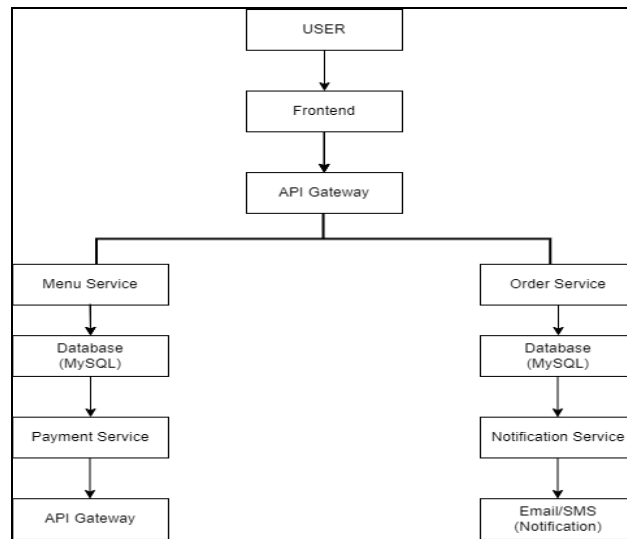 USER
Frontend
API Gateway
Menu Service
Order Service
Database
(MySQL)
Database
(MySQL)
Payment Service
Notification Service
API Gateway
Email/SMS
(Notification)